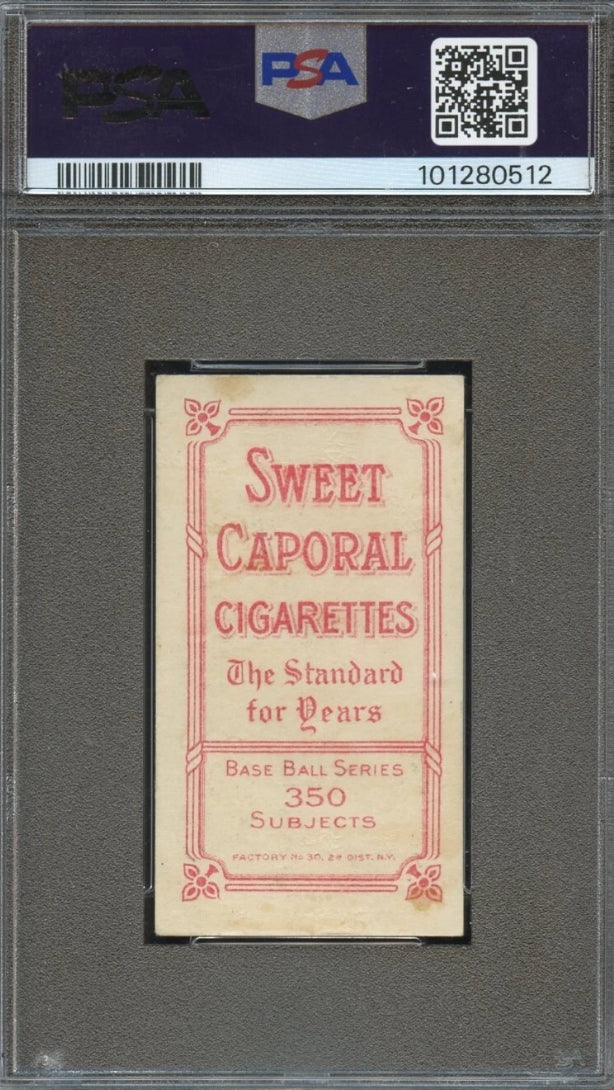 PSA
PSA
101280512
SWEET
CAPORAL
CIGARETTES
The Standard
for Years
BASE BALL SERIES
350
SUBJECTS
FACTORY No 30, 2D DIST. N.Y.